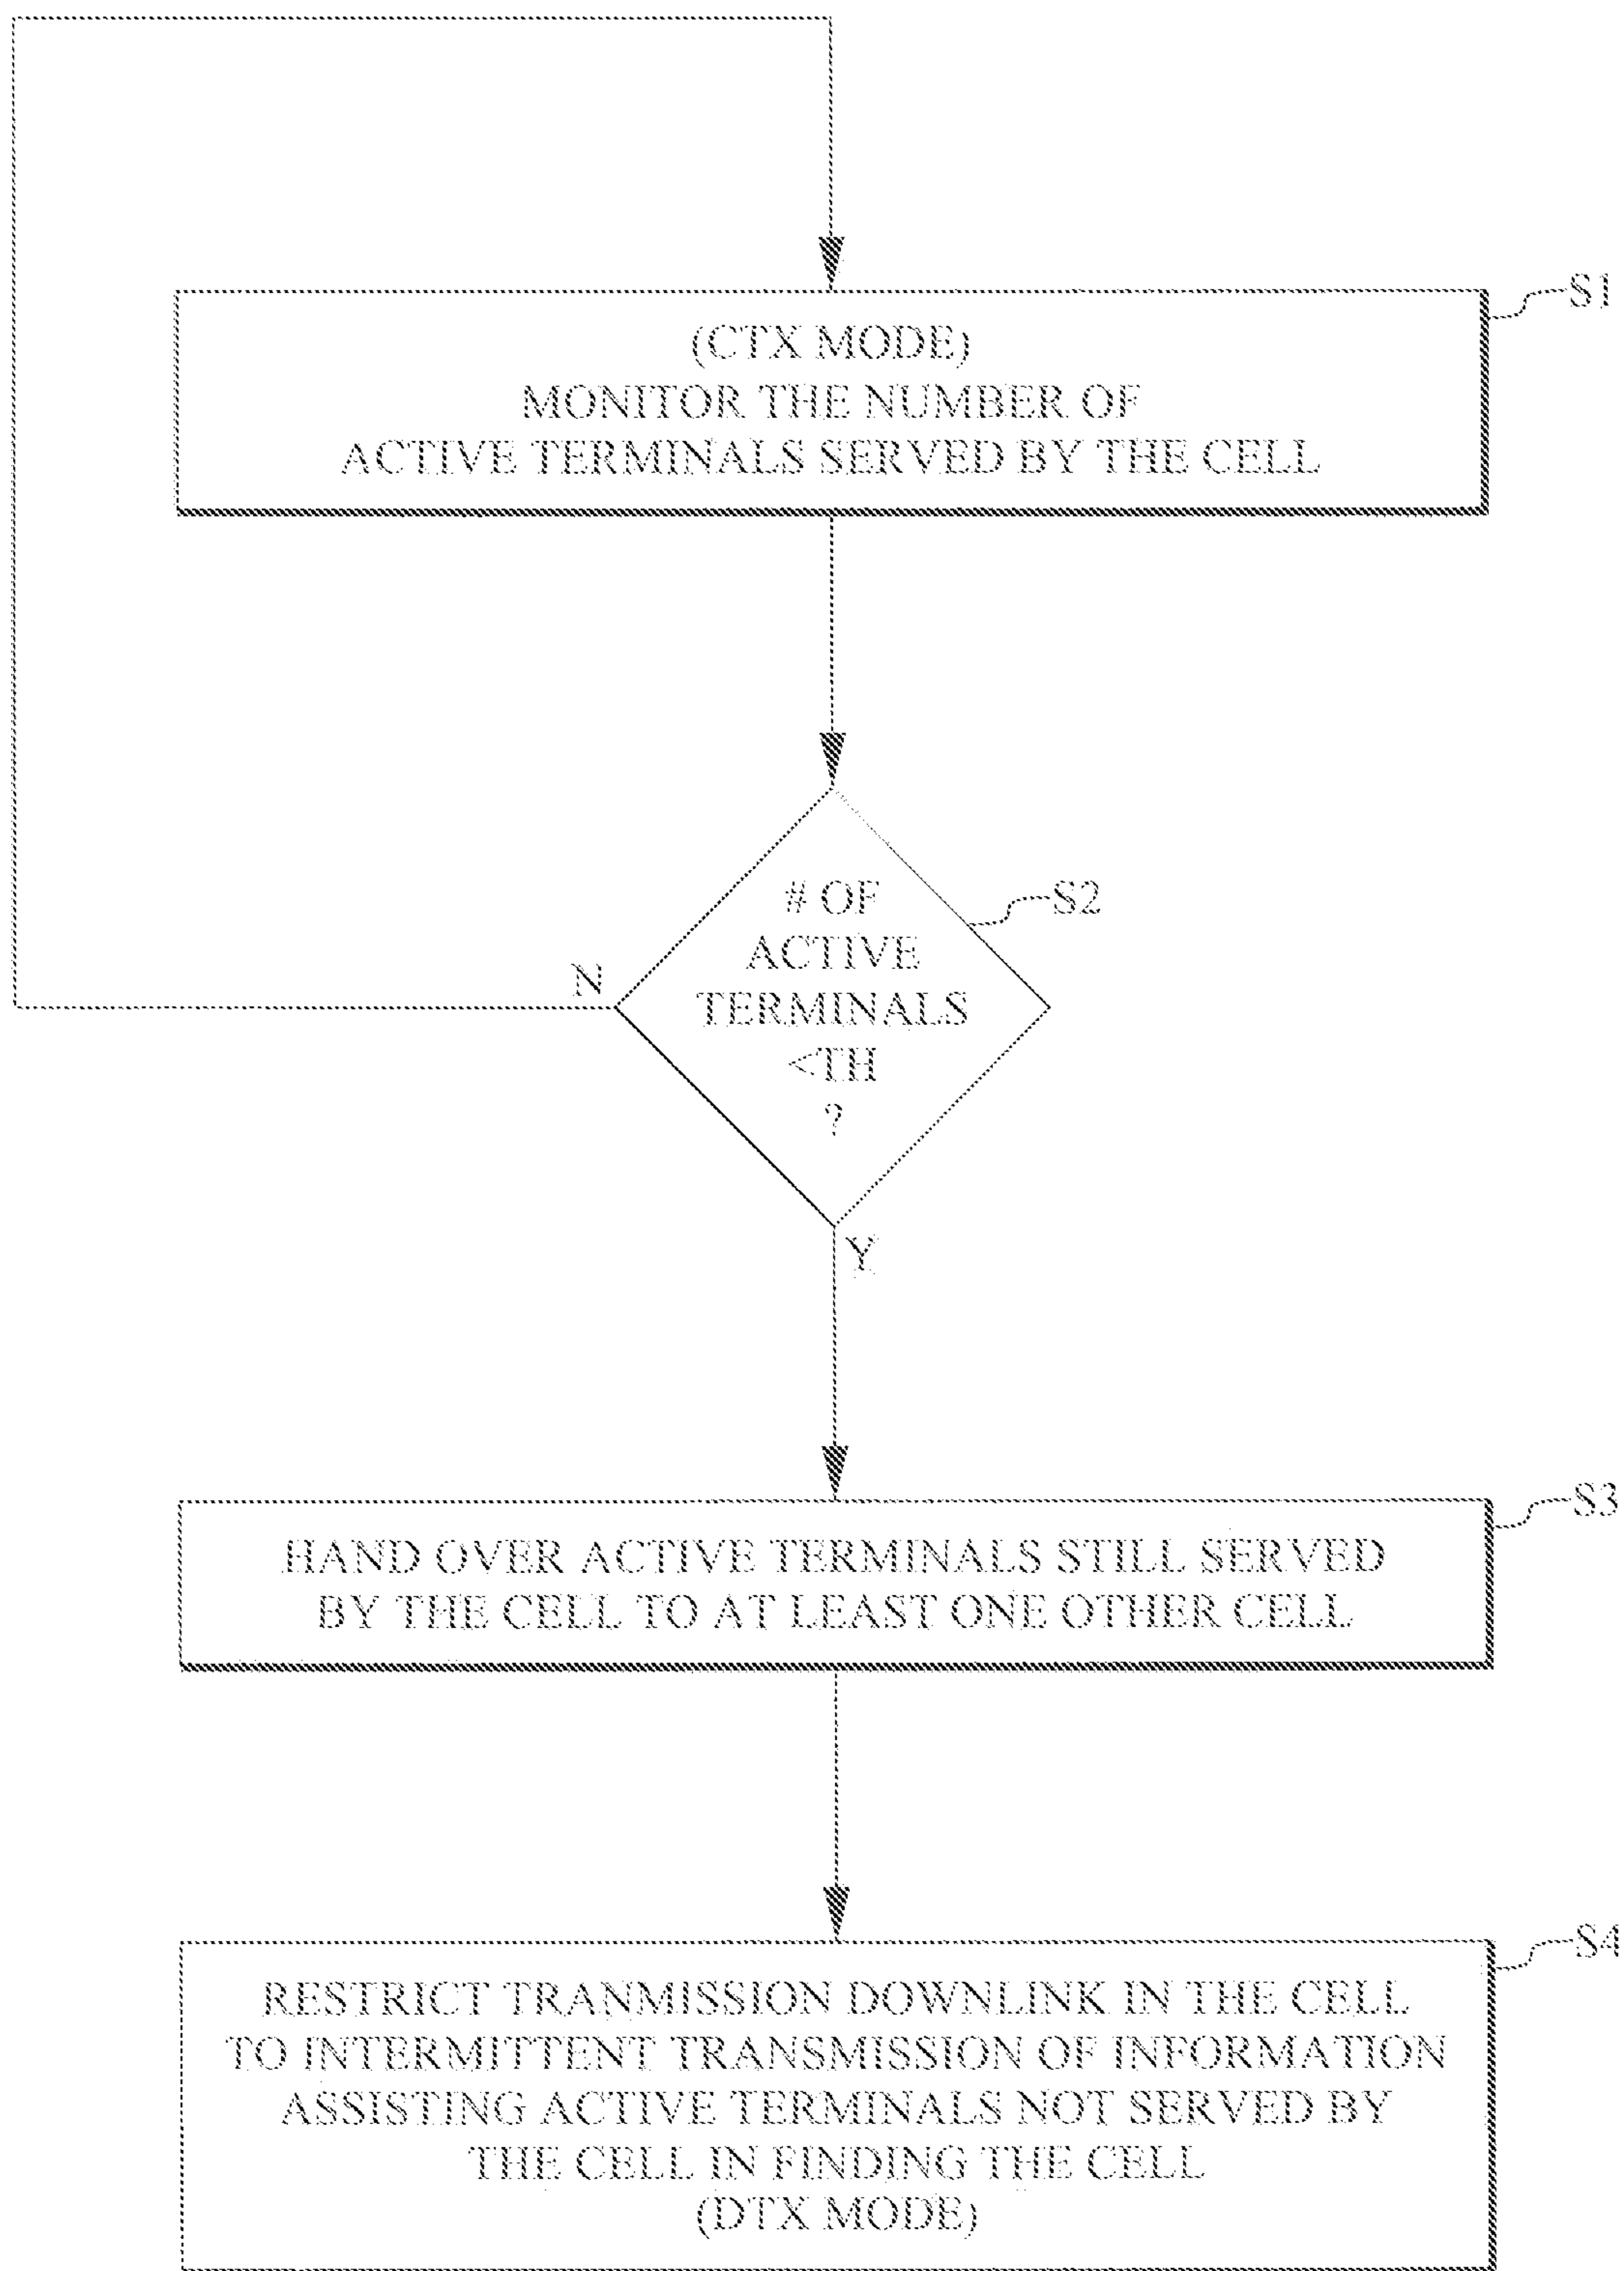 S1
(CTX MODE)
MONITOR THE NUMBER OF
ACTIVE TERMINALS SERVED BY THE CELL
# OF
ACTIVE
TERMINALS
<TH
?
S2
N
Y
S3
HAND OVER ACTIVE TERMINALS STILL SERVED
BY THE CELL TO AT LEAST ONE OTHER CELL
S4
RESTRICT TRANMISSION DOWNLINK IN THE CELL
TO INTERMITTENT TRANSMISSION OF INFORMATION
ASSISTING ACTIVE TERMINALS NOT SERVED BY
THE CELL IN FINDING THE CELL
(DTX MODE)